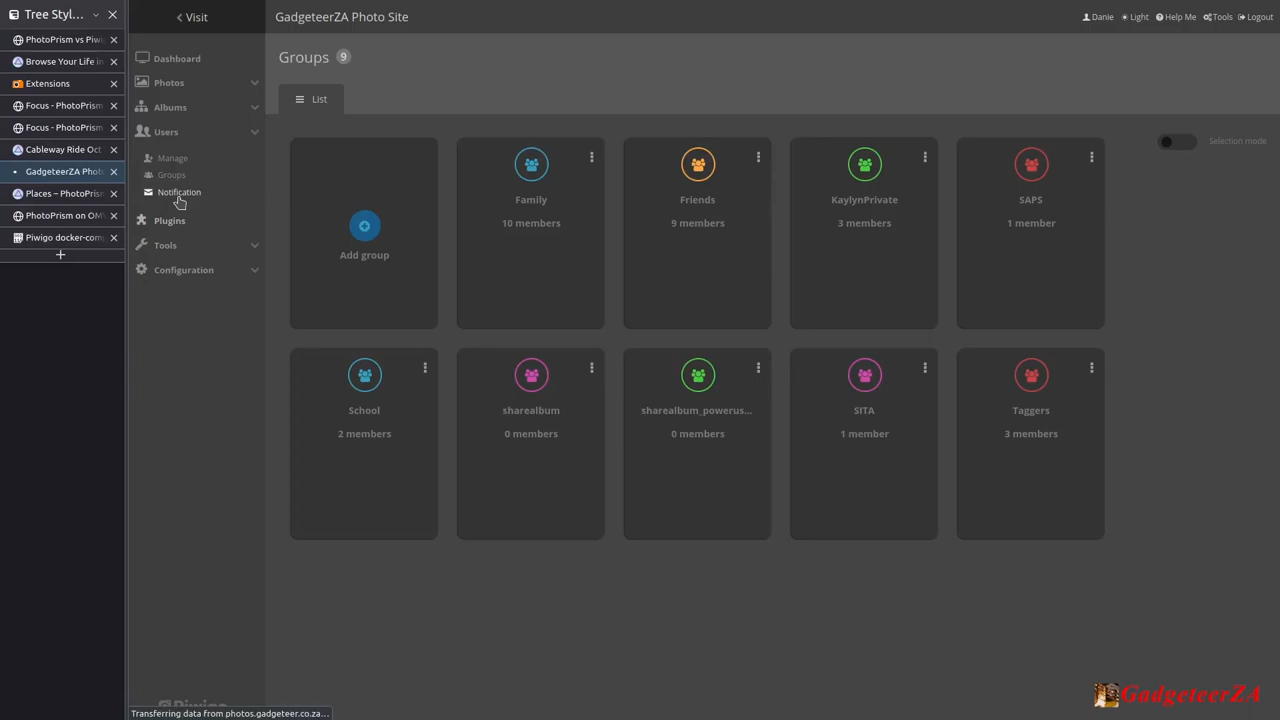 Tree Styl...
PhotoPrism vs Piwi
Browse Your Life in
Extensions
Focus - PhotoPrism
Focus - PhotoPrism
Cableway Ride Oct
GadgeteerZA Phot
Places – PhotoPrism
PhotoPrism on OMV
Piwigo docker-com
Visit
Dashboard
Photos
Albums
Users
Manage
Groups
Notification
Plugins
Tools
Configuration
Piwigo
GadgeteerZA Photo Site
Danie Light Help Me Tools Logout
Groups 9
List
Selection mode
Add group
Family
10 members
Friends
9 members
KaylynPrivate
3 members
SAPS
1 member
School
2 members
sharealbum
0 members
sharealbum_powerus...
0 members
SITA
1 member
Taggers
3 members
Transferring data from photos.gadgeteer.co.za...
GadgeteerZA